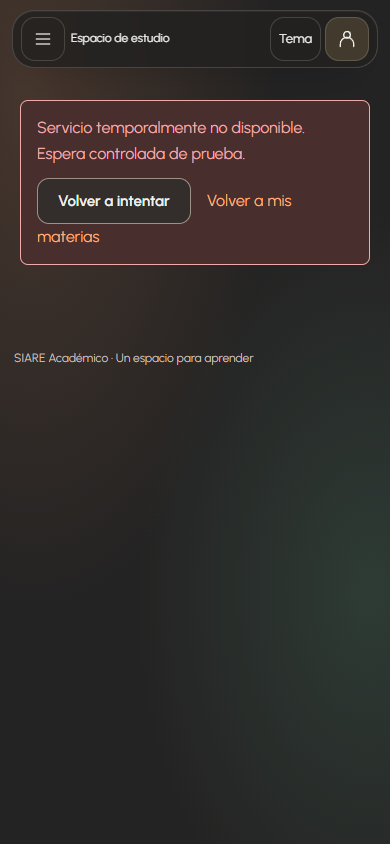 Espacio de estudio
Tema
Servicio temporalmente no disponible.
Espera controlada de prueba.
Volver a intentar
Volver a mis
materias
SIARE Académico · Un espacio para aprender